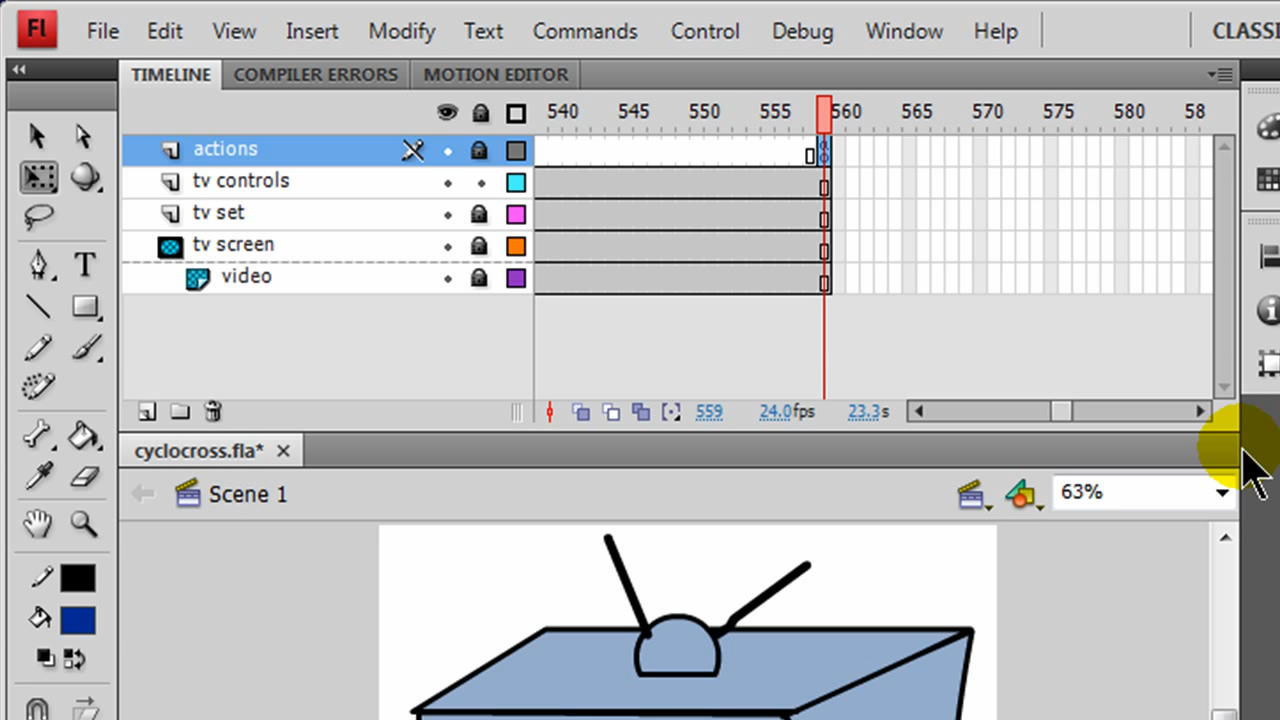 Fl File Edit View Insert Modify Text Commands Control Debug Window Help CLASSI
TIMELINE COMPILER ERRORS MOTION EDITOR
540 545 550 555 560 565 570 575 580 58
actions
tv controls
tv set
tv screen
video
559 24.0fps 23.3s
cyclocross.fla*
Scene 1 63%
T